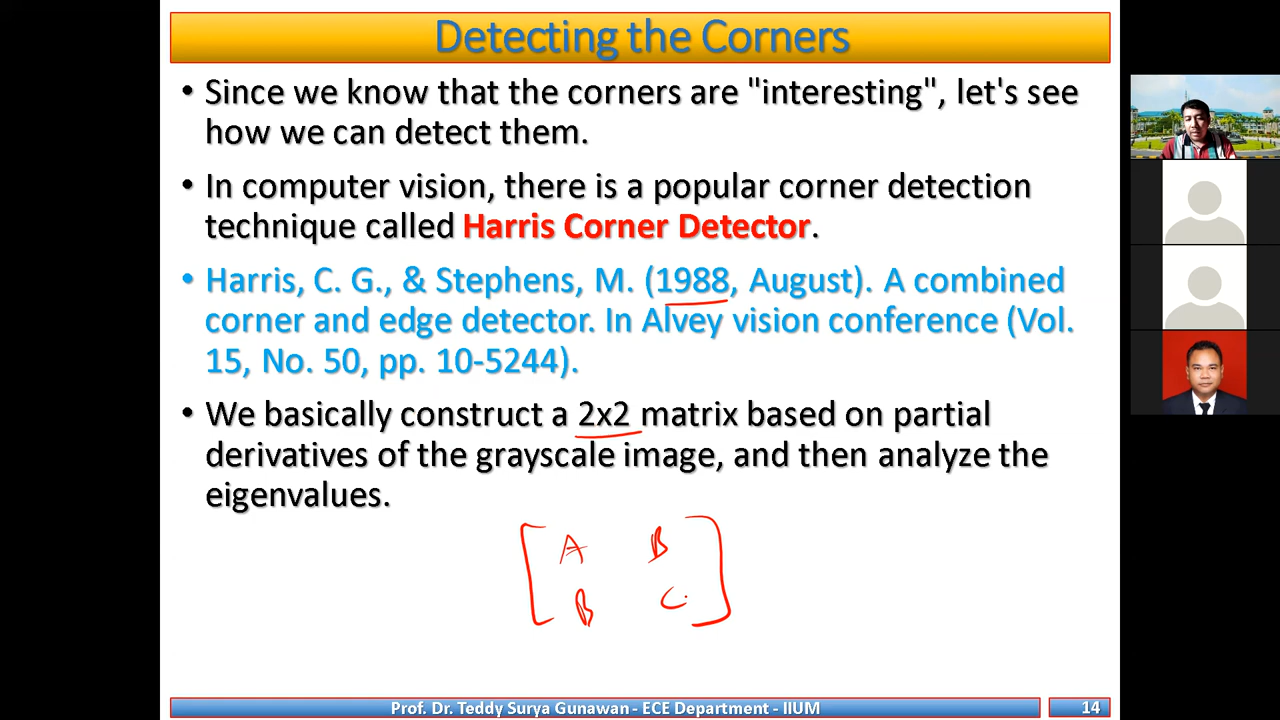 Detecting the Corners
• Since we know that the corners are "interesting", let's see
how we can detect them.
• In computer vision, there is a popular corner detection
technique called Harris Corner Detector.
• Harris, C. G., & Stephens, M. (1988, August). A combined
corner and edge detector. In Alvey vision conference (Vol.
15, No. 50, pp. 10-5244).
• We basically construct a 2x2 matrix based on partial
derivatives of the grayscale image, and then analyze the
eigenvalues.
A B
B C
Prof. Dr. Teddy Surya Gunawan - ECE Department - IIUM 14